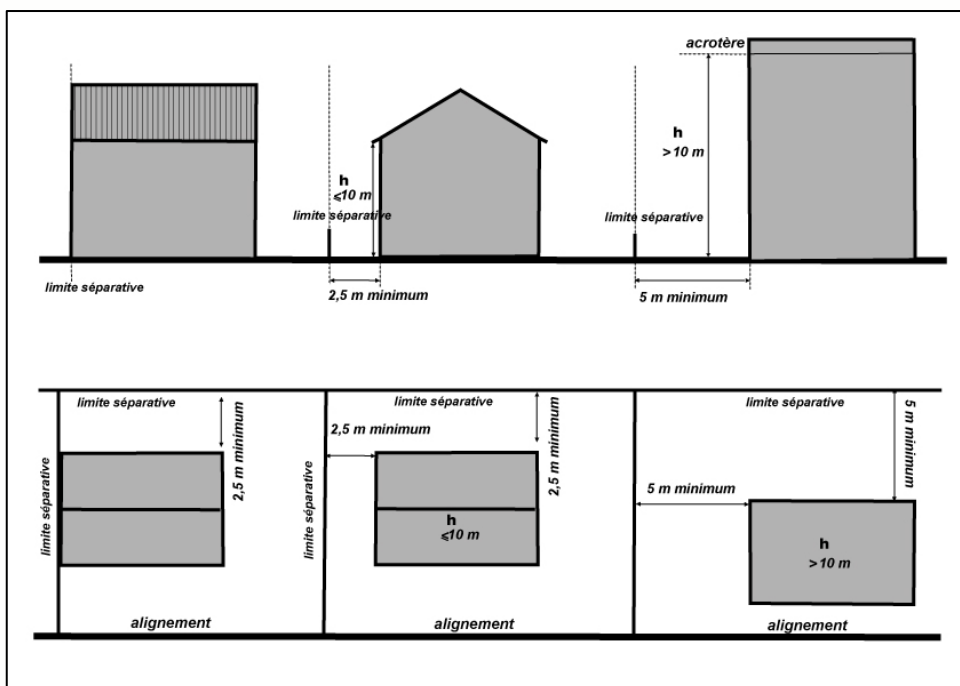 acrotère
h
> 10 m
h
⩽10 m
limite séparative
limite séparative
limite séparative
2,5 m minimum
5 m minimum
limite séparative
limite séparative
limite séparative
2,5 m minimum
5 m minimum
2,5 m minimum
2,5 m minimum
5 m minimum
limite séparative
limite séparative
h
⩽10 m
h
> 10 m
alignement
alignement
alignement